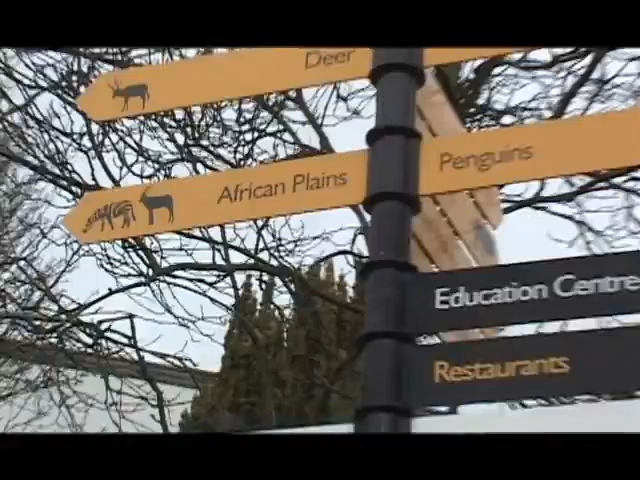 Deer
African Plains
Penguins
Education Centre
Restaurants